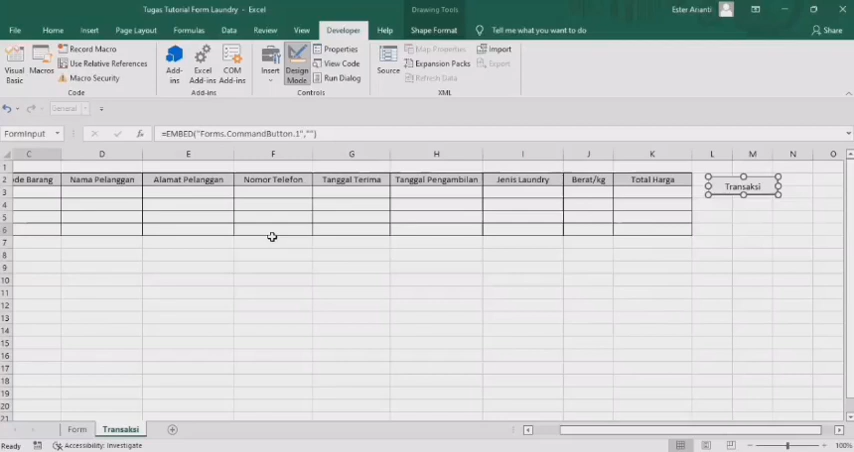 Tugas Tutorial Form Laundry - Excel
Drawing Tools
Ester Arianti
File Home Insert Page Layout Formulas Data Review View Developer Help Shape Format Tell me what you want to do Share
Visual Basic
Macros
Record Macro
Use Relative References
Macro Security
Code
Add-ins
Excel Add-ins
COM Add-ins
Add-ins
Insert
Design Mode
Properties
View Code
Run Dialog
Controls
Source
Map Properties
Expansion Packs
Refresh Data
Import
Export
XML
General
FormInput
fx
=EMBED("Forms.CommandButton.1","")
C D E F G H I J K L M N O
1
2 de Barang Nama Pelanggan Alamat Pelanggan Nomor Telefon Tanggal Terima Tanggal Pengambilan Jenis Laundry Berat/kg Total Harga
Transaksi
3
4
5
6
7
8
9
10
11
12
13
14
15
16
17
18
19
20
21
Form Transaksi
Ready Accessibility: Investigate 100%